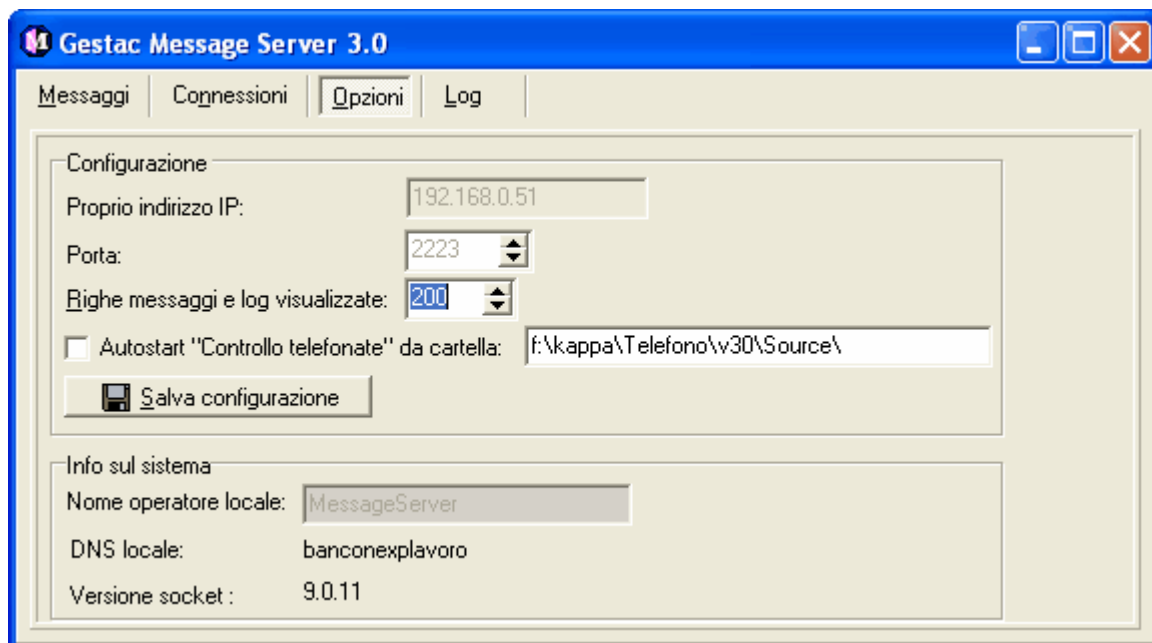 Gestac Message Server 3.0
Messaggi Connessioni Opzioni Log
Configurazione
Proprio indirizzo IP: 192.168.0.51
Porta: 2223
Righe messaggi e log visualizzate: 200
Autostart "Controllo telefonate" da cartella: f:\kappa\Telefono\v30\Source\
Salva configurazione
Info sul sistema
Nome operatore locale: MessageServer
DNS locale: banconexplavoro
Versione socket : 9.0.11